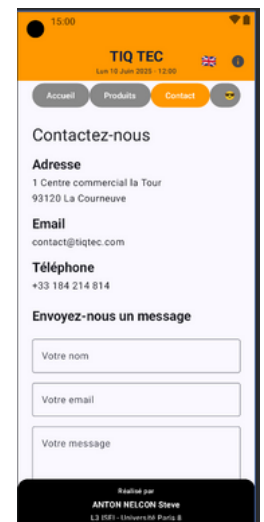 15:00
TIQ TEC
Lun 10 Juin 2025 - 12:00
Accueil
Produits
Contact
Contactez-nous
Adresse
1 Centre commercial la Tour
93120 La Courneuve
Email
contact@tiqtec.com
Téléphone
+33 184 214 814
Envoyez-nous un message
Votre nom
Votre email
Votre message
Réalisé par
ANTON NELCON Steve
L3 ISEI - Université Paris 8